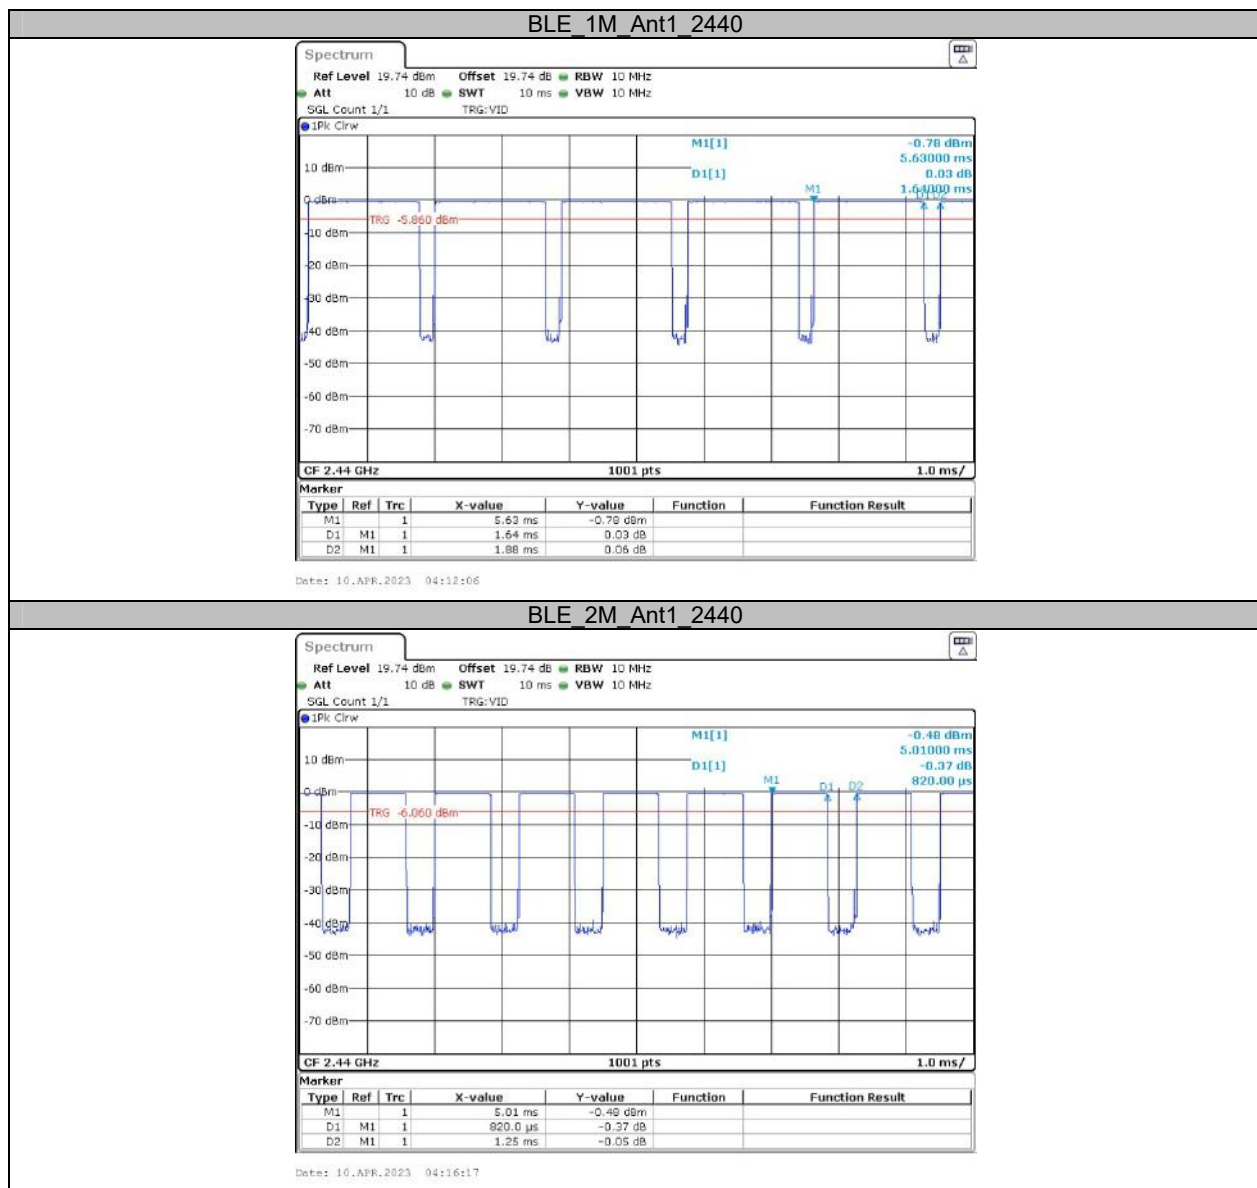 BLE_1M_Ant1_2440
Spectrum
Ref Level 19.74 dBm Offset 19.74 dB RBW 10 MHz
Att 10 dB SWT 10 ms VBW 10 MHz
SGL Count 1/1 TRG:VID
1Pk Clrw
M1[1] -0.78 dBm
5.63000 ms
10 dBm D1[1] 0.03 dB
M1 1.64000 ms
0 dBm D1 D2
TRG -5.860 dBm
-10 dBm
-20 dBm
-30 dBm
-40 dBm
-50 dBm
-60 dBm
-70 dBm
CF 2.44 GHz 1001 pts 1.0 ms/
Marker
Type Ref Trc X-value Y-value Function Function Result
M1 1 5.63 ms -0.78 dBm
D1 M1 1 1.64 ms 0.03 dB
D2 M1 1 1.88 ms 0.06 dB
Date: 10.APR.2023 04:12:06
BLE_2M_Ant1_2440
Spectrum
Ref Level 19.74 dBm Offset 19.74 dB RBW 10 MHz
Att 10 dB SWT 10 ms VBW 10 MHz
SGL Count 1/1 TRG:VID
1Pk Clrw
M1[1] -0.48 dBm
5.01000 ms
10 dBm D1[1] -0.37 dB
M1 D1 D2 820.00 µs
0 dBm
TRG -6.060 dBm
-10 dBm
-20 dBm
-30 dBm
-40 dBm
-50 dBm
-60 dBm
-70 dBm
CF 2.44 GHz 1001 pts 1.0 ms/
Marker
Type Ref Trc X-value Y-value Function Function Result
M1 1 5.01 ms -0.48 dBm
D1 M1 1 820.0 µs -0.37 dB
D2 M1 1 1.25 ms -0.05 dB
Date: 10.APR.2023 04:16:17